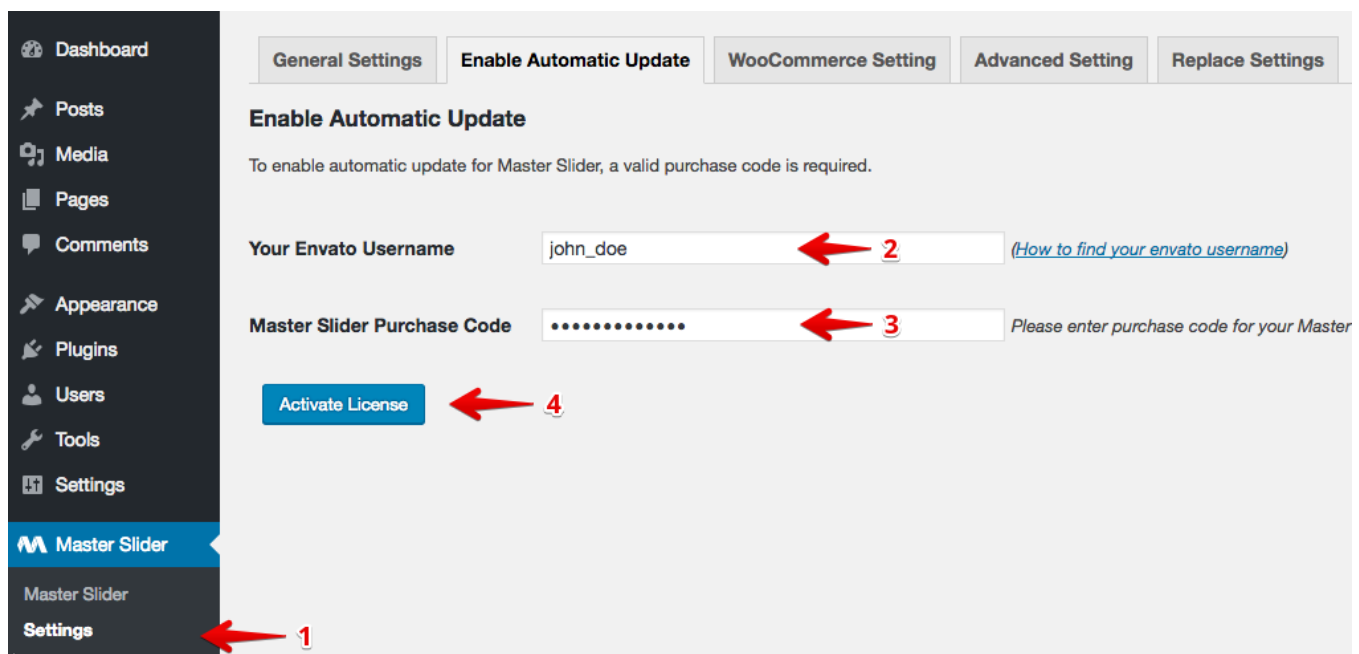 Dashboard
Posts
Media
Pages
Comments
Appearance
Plugins
Users
Tools
Settings
Master Slider
Master Slider
Settings
1
General Settings
Enable Automatic Update
WooCommerce Setting
Advanced Setting
Replace Settings
Enable Automatic Update
To enable automatic update for Master Slider, a valid purchase code is required.
Your Envato Username john_doe 2 (How to find your envato username)
Master Slider Purchase Code ••••••••••••• 3 Please enter purchase code for your Master
Activate License 4